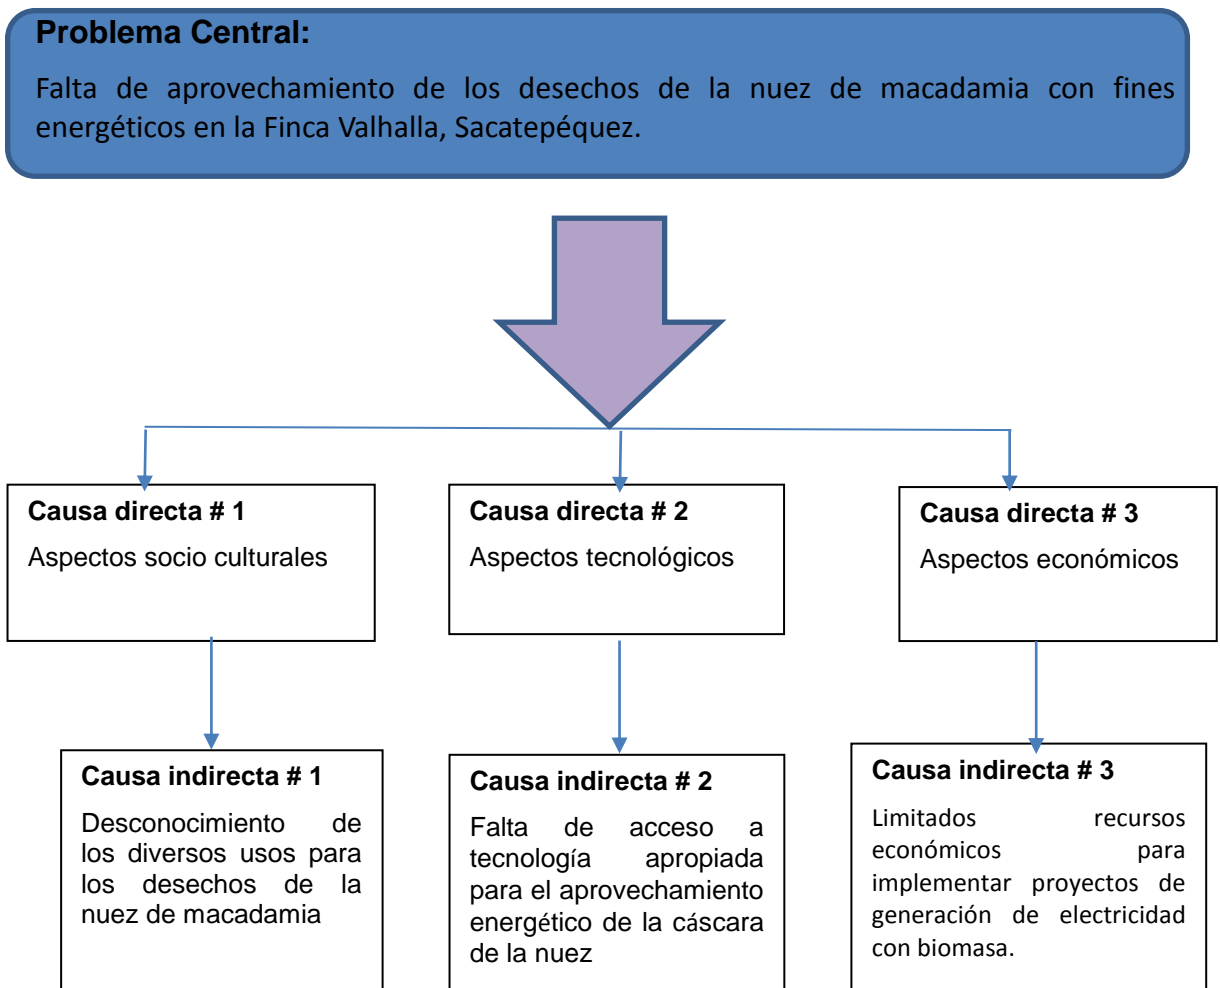 Problema Central:
Falta de aprovechamiento de los desechos de la nuez de macadamia con fines
energéticos en la Finca Valhalla, Sacatepéquez.
Causa directa # 1
Aspectos socio culturales
Causa directa # 2
Aspectos tecnológicos
Causa directa # 3
Aspectos económicos
Causa indirecta # 1
Desconocimiento de
los diversos usos para
los desechos de la
nuez de macadamia
Causa indirecta # 2
Falta de acceso a
tecnología apropiada
para el aprovechamiento
energético de la cáscara
de la nuez
Causa indirecta # 3
Limitados recursos
económicos para
implementar proyectos de
generación de electricidad
con biomasa.